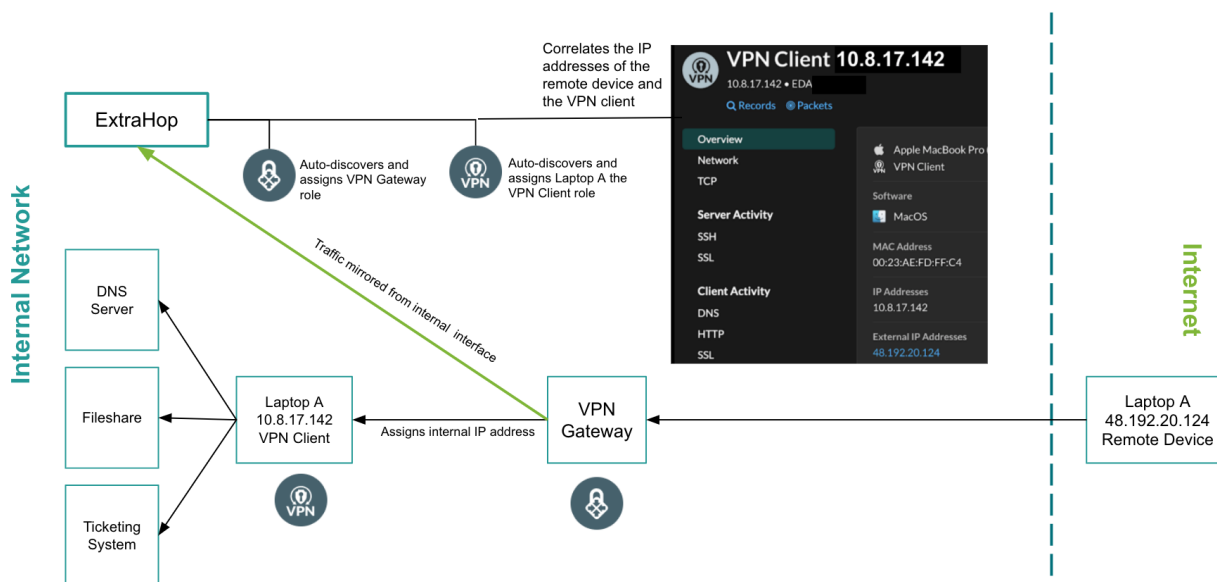 Correlates the IP
addresses of the
remote device and
the VPN client
VPN Client 10.8.17.142
VPN
10.8.17.142 • EDA
Records
Packets
ExtraHop
Auto-discovers and
assigns VPN Gateway
role
VPN
Auto-discovers and
assigns Laptop A the
VPN Client role
Overview
Network
TCP
Server Activity
SSH
SSL
Client Activity
DNS
HTTP
SSL
Apple MacBook Pro
VPN Client
Software
MacOS
MAC Address
00:23:AE:FD:FF:C4
IP Addresses
10.8.17.142
External IP Addresses
48.192.20.124
Internal Network
Internet
Traffic mirrored from internal interface
DNS
Server
Fileshare
Ticketing
System
Laptop A
10.8.17.142
VPN Client
VPN
Assigns internal IP address
VPN
Gateway
Laptop A
48.192.20.124
Remote Device